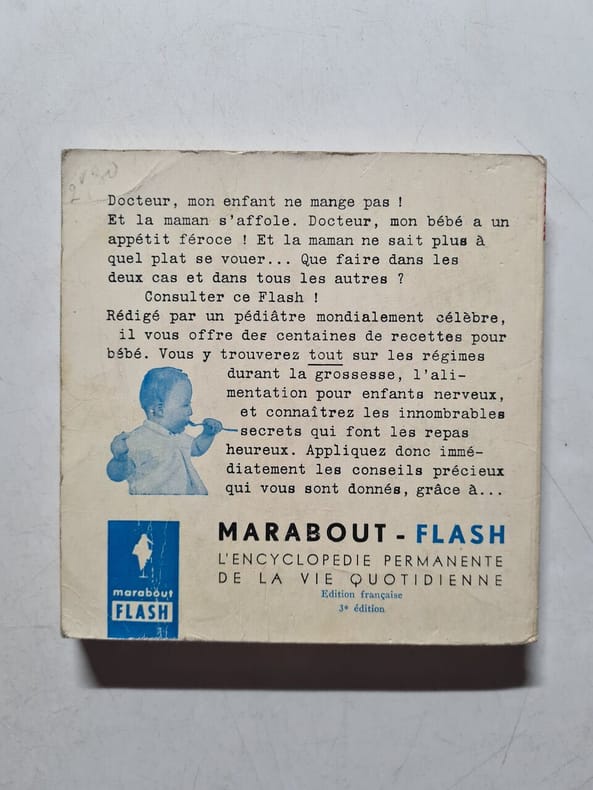 Docteur, mon enfant ne mange pas !
Et la maman s'affole. Docteur, mon bébé a un
appétit féroce ! Et la maman ne sait plus à
quel plat se vouer... Que faire dans les
deux cas et dans tous les autres ?
Consulter ce Flash !
Rédigé par un pédiâtre mondialement célèbre,
il vous offre des centaines de recettes pour
bébé. Vous y trouverez tout sur les régimes
durant la grossesse, l'ali-
mentation pour enfants nerveux,
et connaîtrez les innombrables
secrets qui font les repas
heureux. Appliquez donc immé-
diatement les conseils précieux
qui vous sont donnés, grâce à...
MARABOUT - FLASH
L'ENCYCLOPEDIE PERMANENTE
DE LA VIE QUOTIDIENNE
Edition française
3e édition
marabout
FLASH